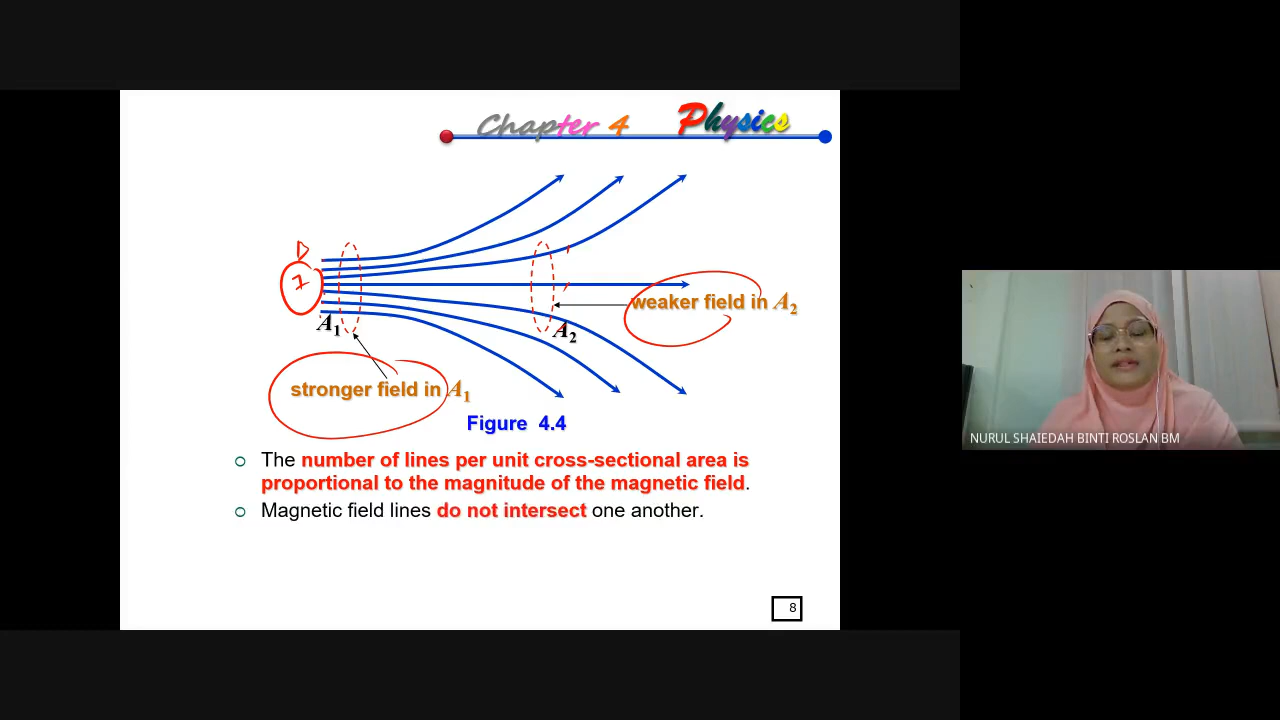 Chapter 4 Physics
7
A1
weaker field in A2
A2
stronger field in A1
Figure 4.4
The number of lines per unit cross-sectional area is
proportional to the magnitude of the magnetic field.
Magnetic field lines do not intersect one another.
8
NURUL SHAIEDAH BINTI ROSLAN BM